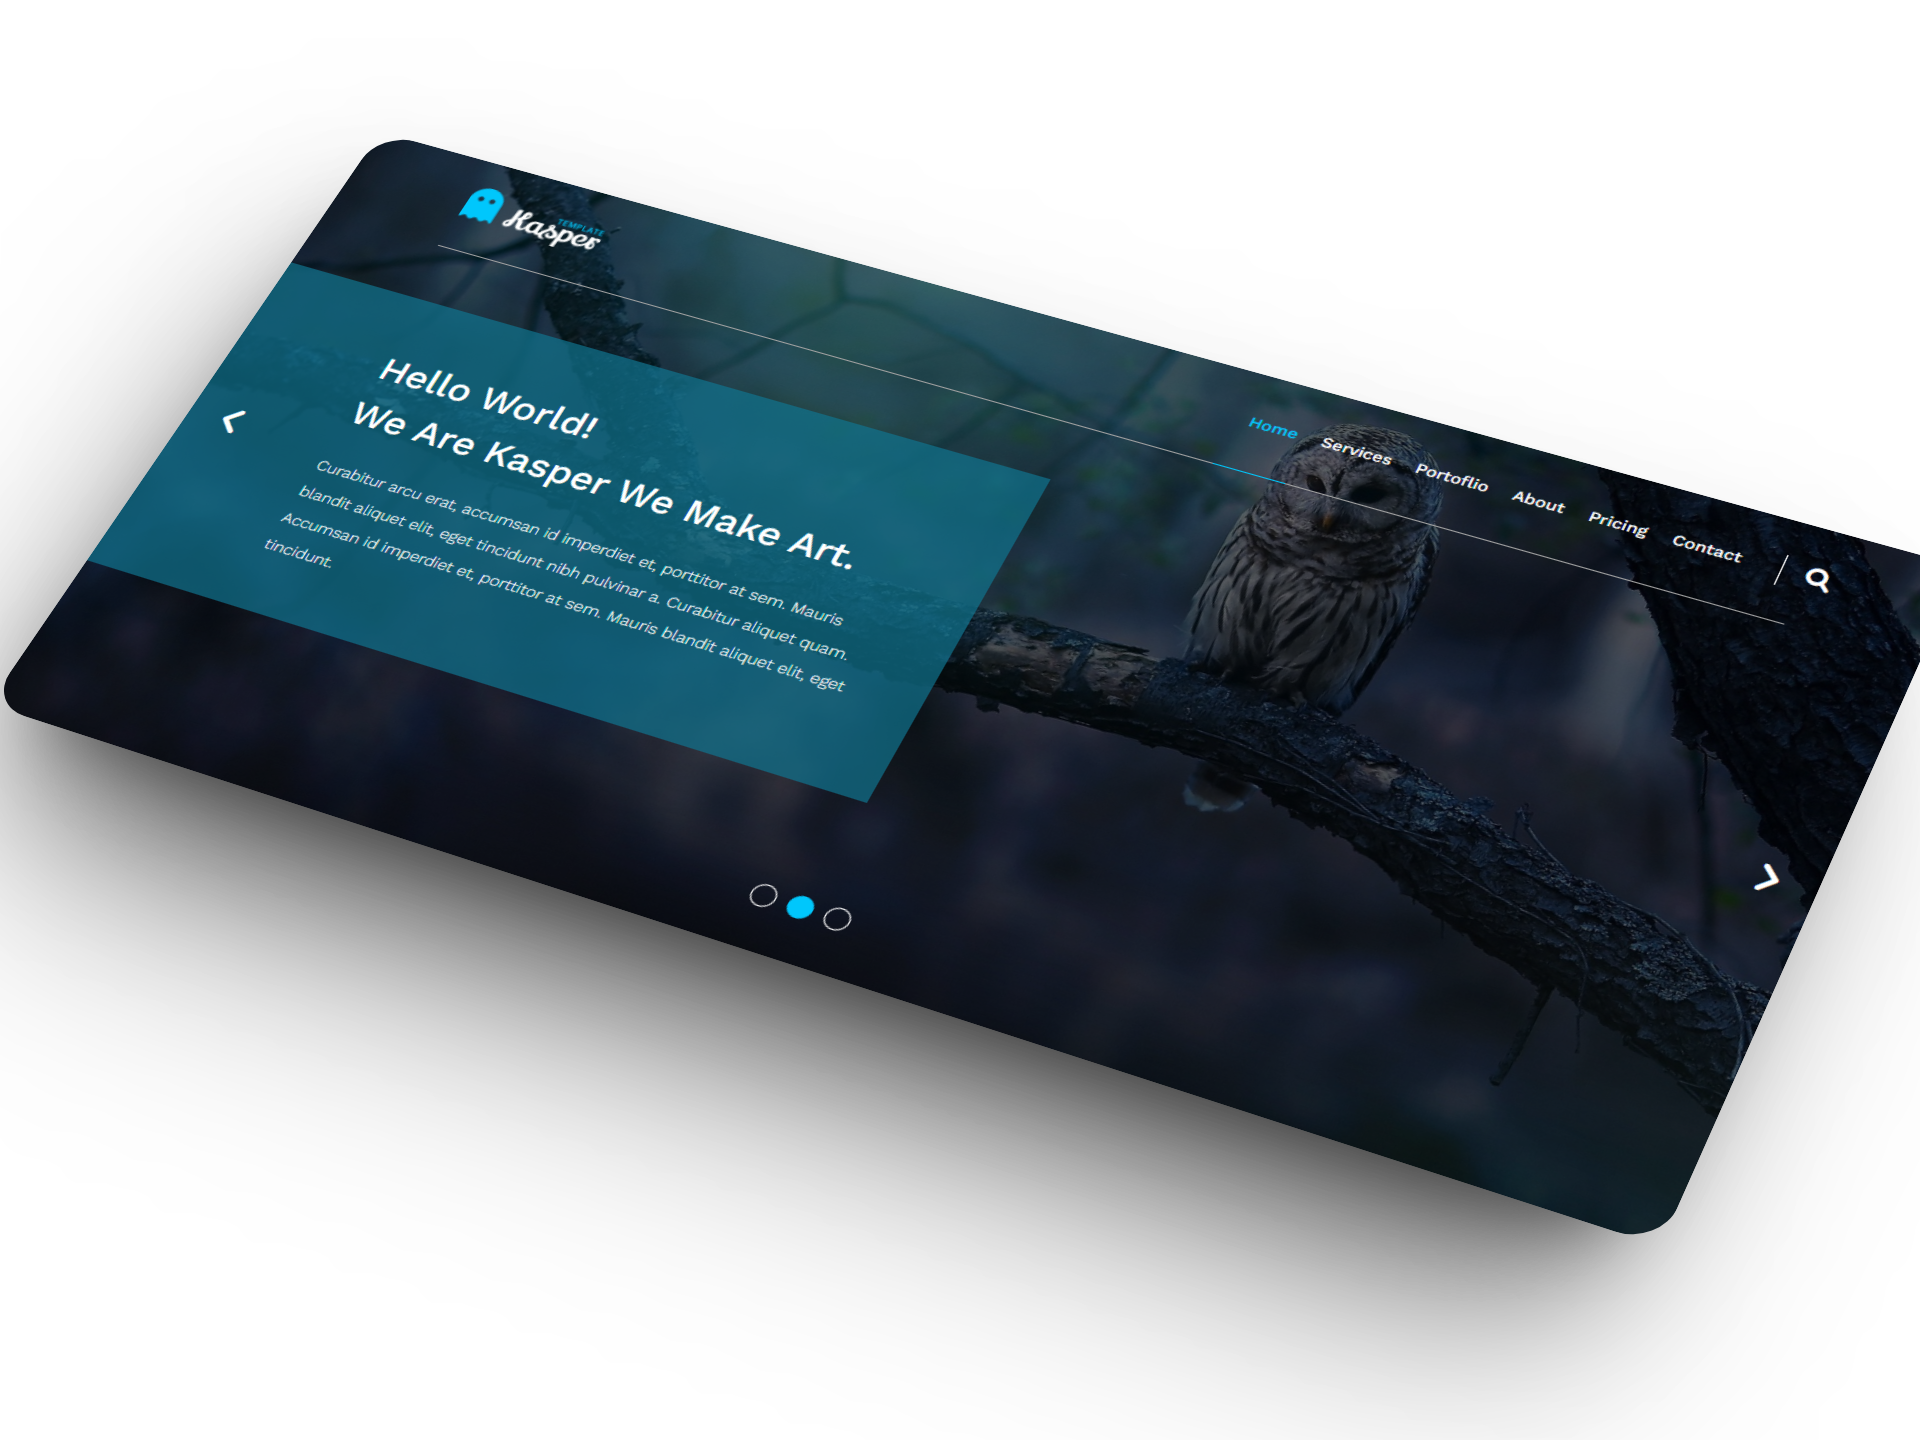 TEMPLATE
Kasper
Home Services Portoflio About Pricing Contact
Hello World!
We Are Kasper We Make Art.
Curabitur arcu erat, accumsan id imperdiet et, porttitor at sem. Mauris
blandit aliquet elit, eget tincidunt nibh pulvinar a. Curabitur aliquet quam.
Accumsan id imperdiet et, porttitor at sem. Mauris blandit aliquet elit, eget
tincidunt.